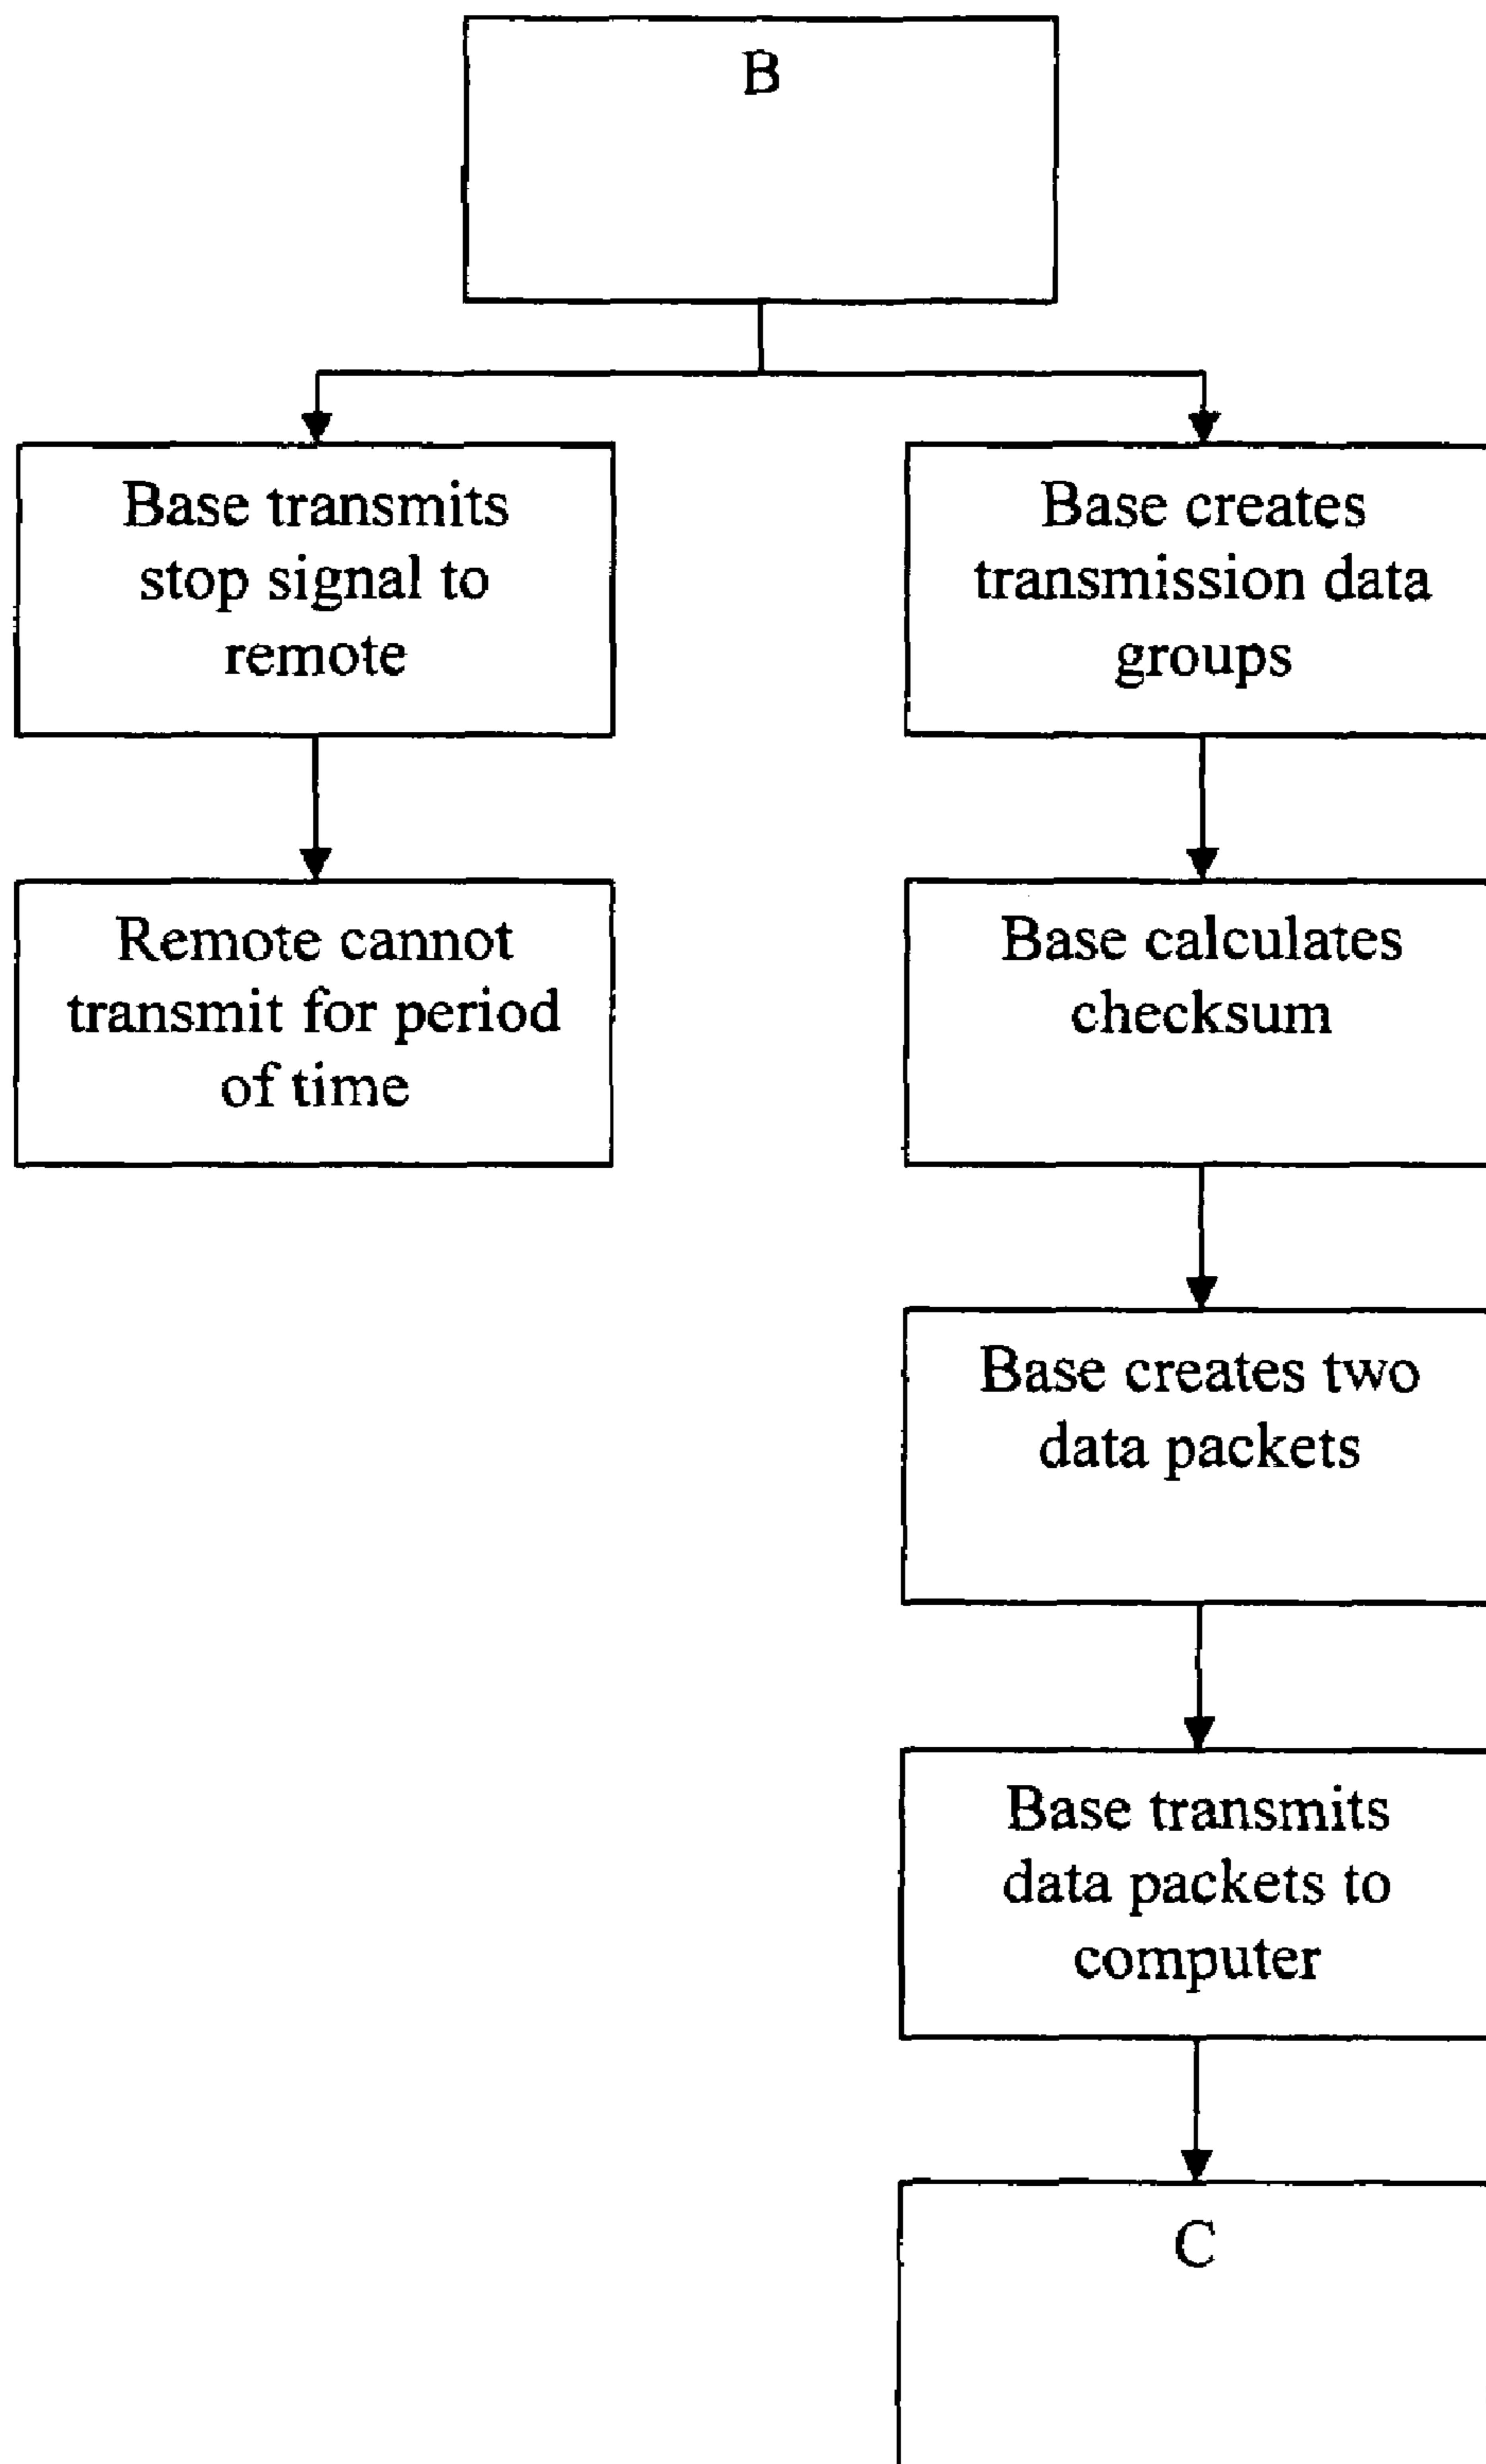 B
Base transmits
stop signal to
remote
Base creates
transmission data
groups
Remote cannot
transmit for period
of time
Base calculates
checksum
Base creates two
data packets
Base transmits
data packets to
computer
C